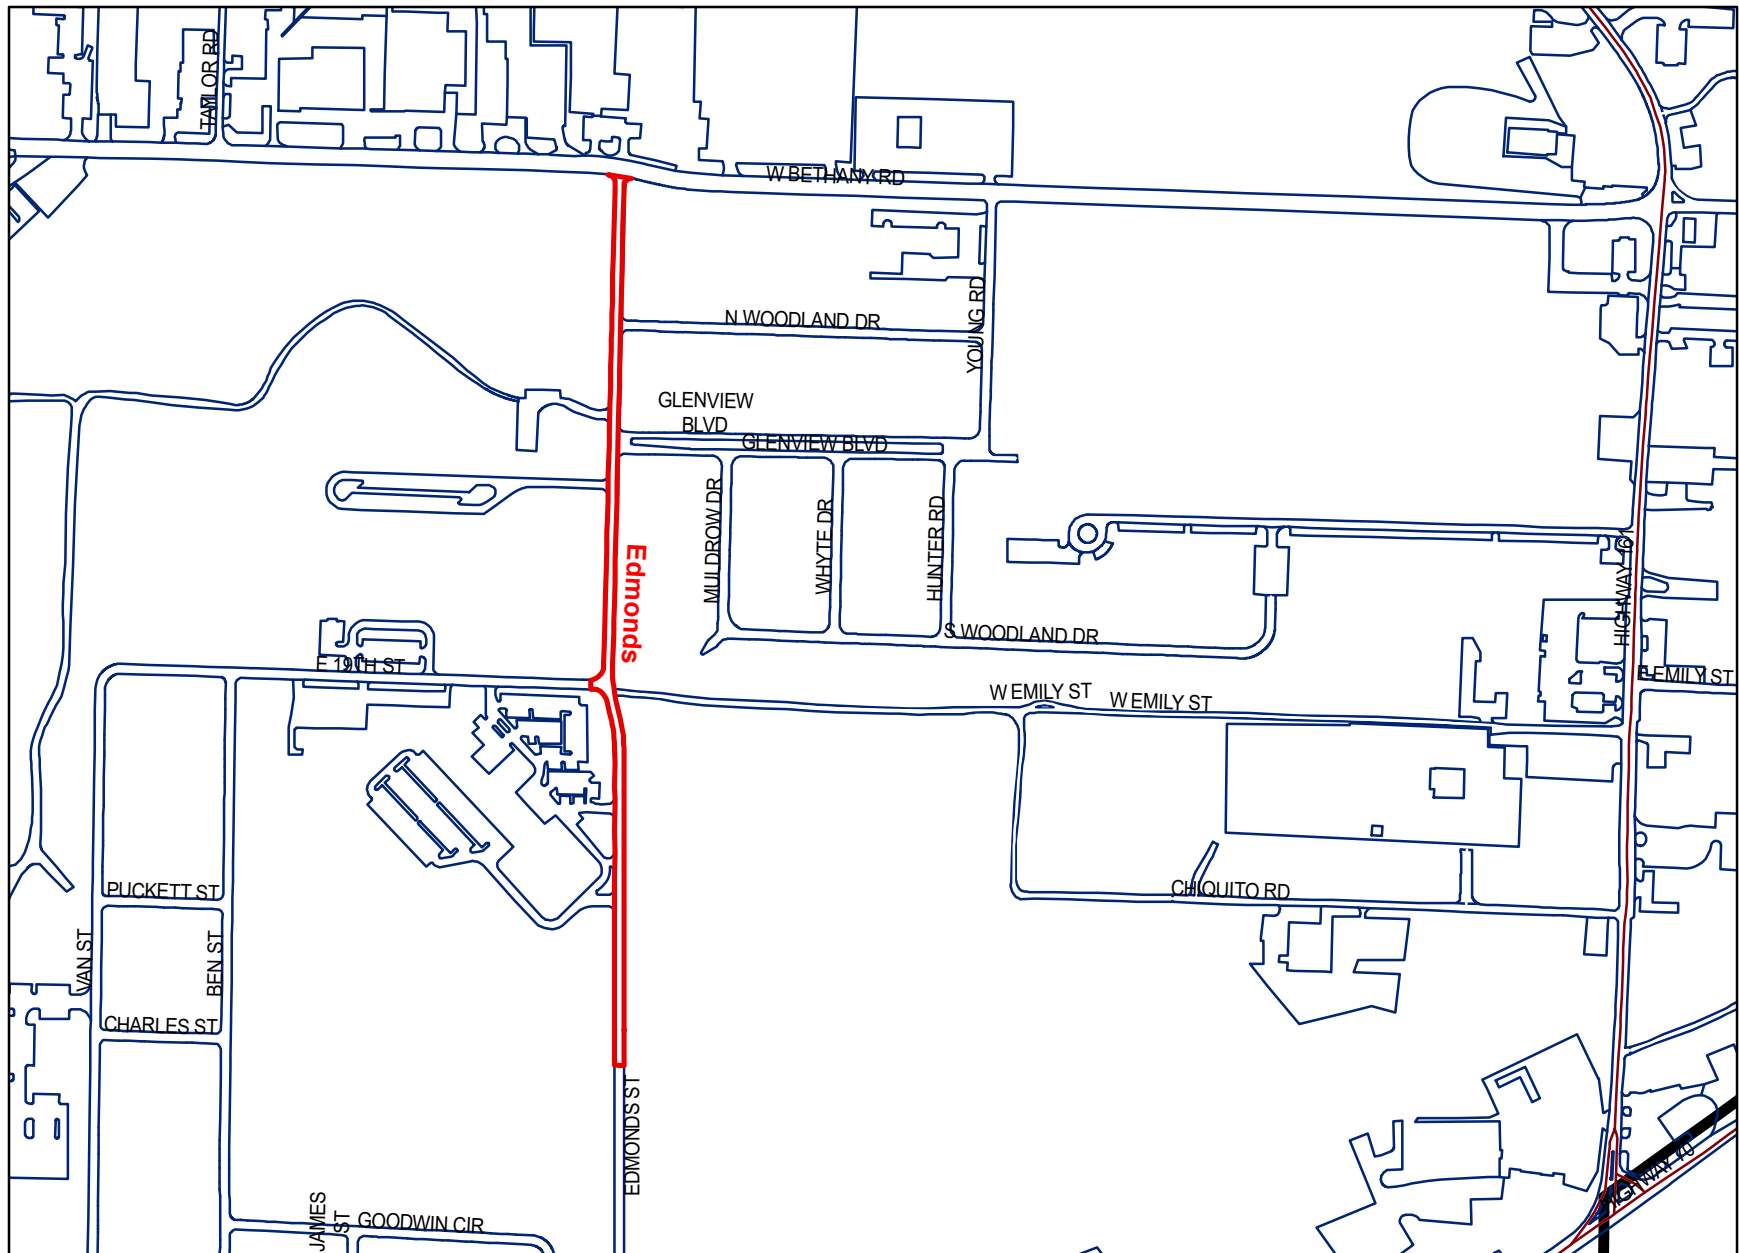 TAYLOR RD
W BETHANY RD
N WOODLAND DR
YOUNG RD
GLENVIEW
BLVD
GLENVIEW BLVD
MULDROW DR
WHYTE DR
HUNTER RD
Edmonds
HIGHWAY 161
S WOODLAND DR
E 19TH ST
W EMILY ST
W EMILY ST
E EMILY ST
PUCKETT ST
CHIQUITO RD
VAN ST
BEN ST
CHARLES ST
EDMONDS ST
HIGHWAY 70
JAMES
ST
GOODWIN CIR